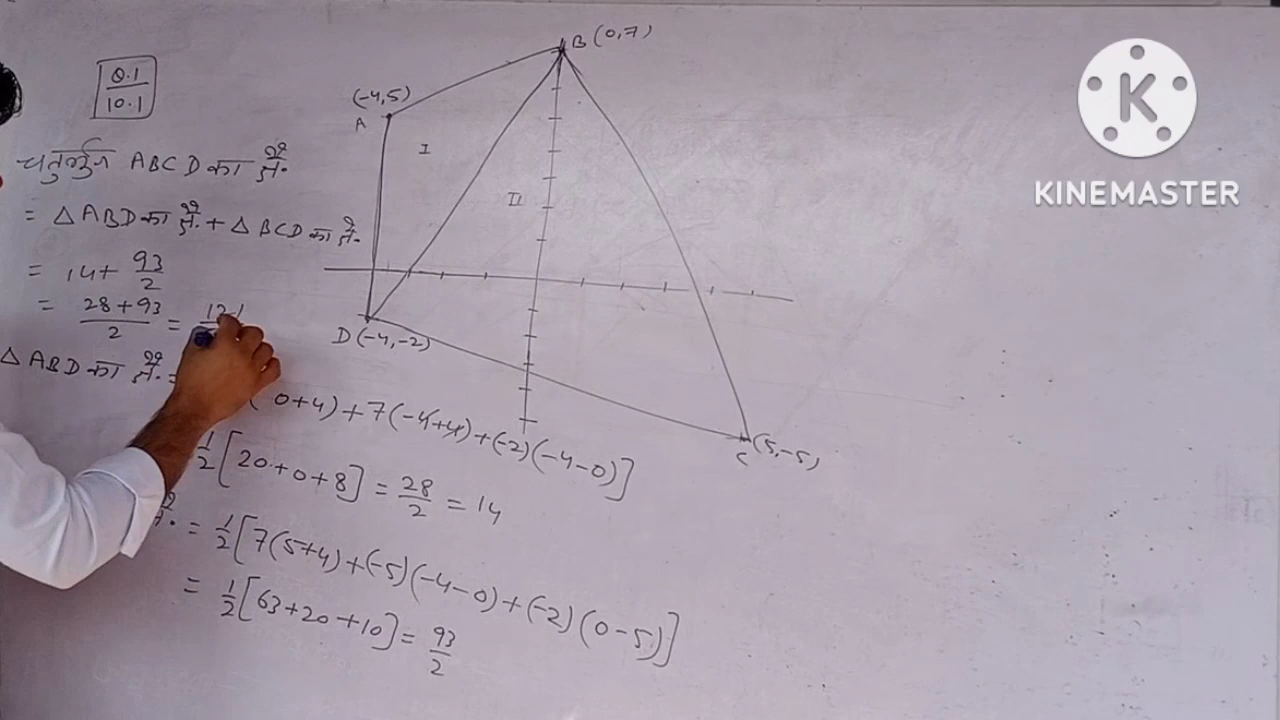 Q.1
10.1
चतुर्भुज ABCD का क्षे.
= △ABD का क्षे. + △BCD का क्षे.
= 14 + 93/2
= 28+93/2 = 121
△ABD का क्षे. =
0+4) + 7(-4+4) + (-2)(-4-0)]
1/2 [20+0+8] = 28/2 = 14
= 1/2 [7(5+4) + (-5)(-4-0) + (-2)(0-5)]
= 1/2 [63+20+10] = 93/2
B (0,7)
(-4,5)
A
I
II
D (-4,-2)
C (5,-5)
K
KINEMASTER